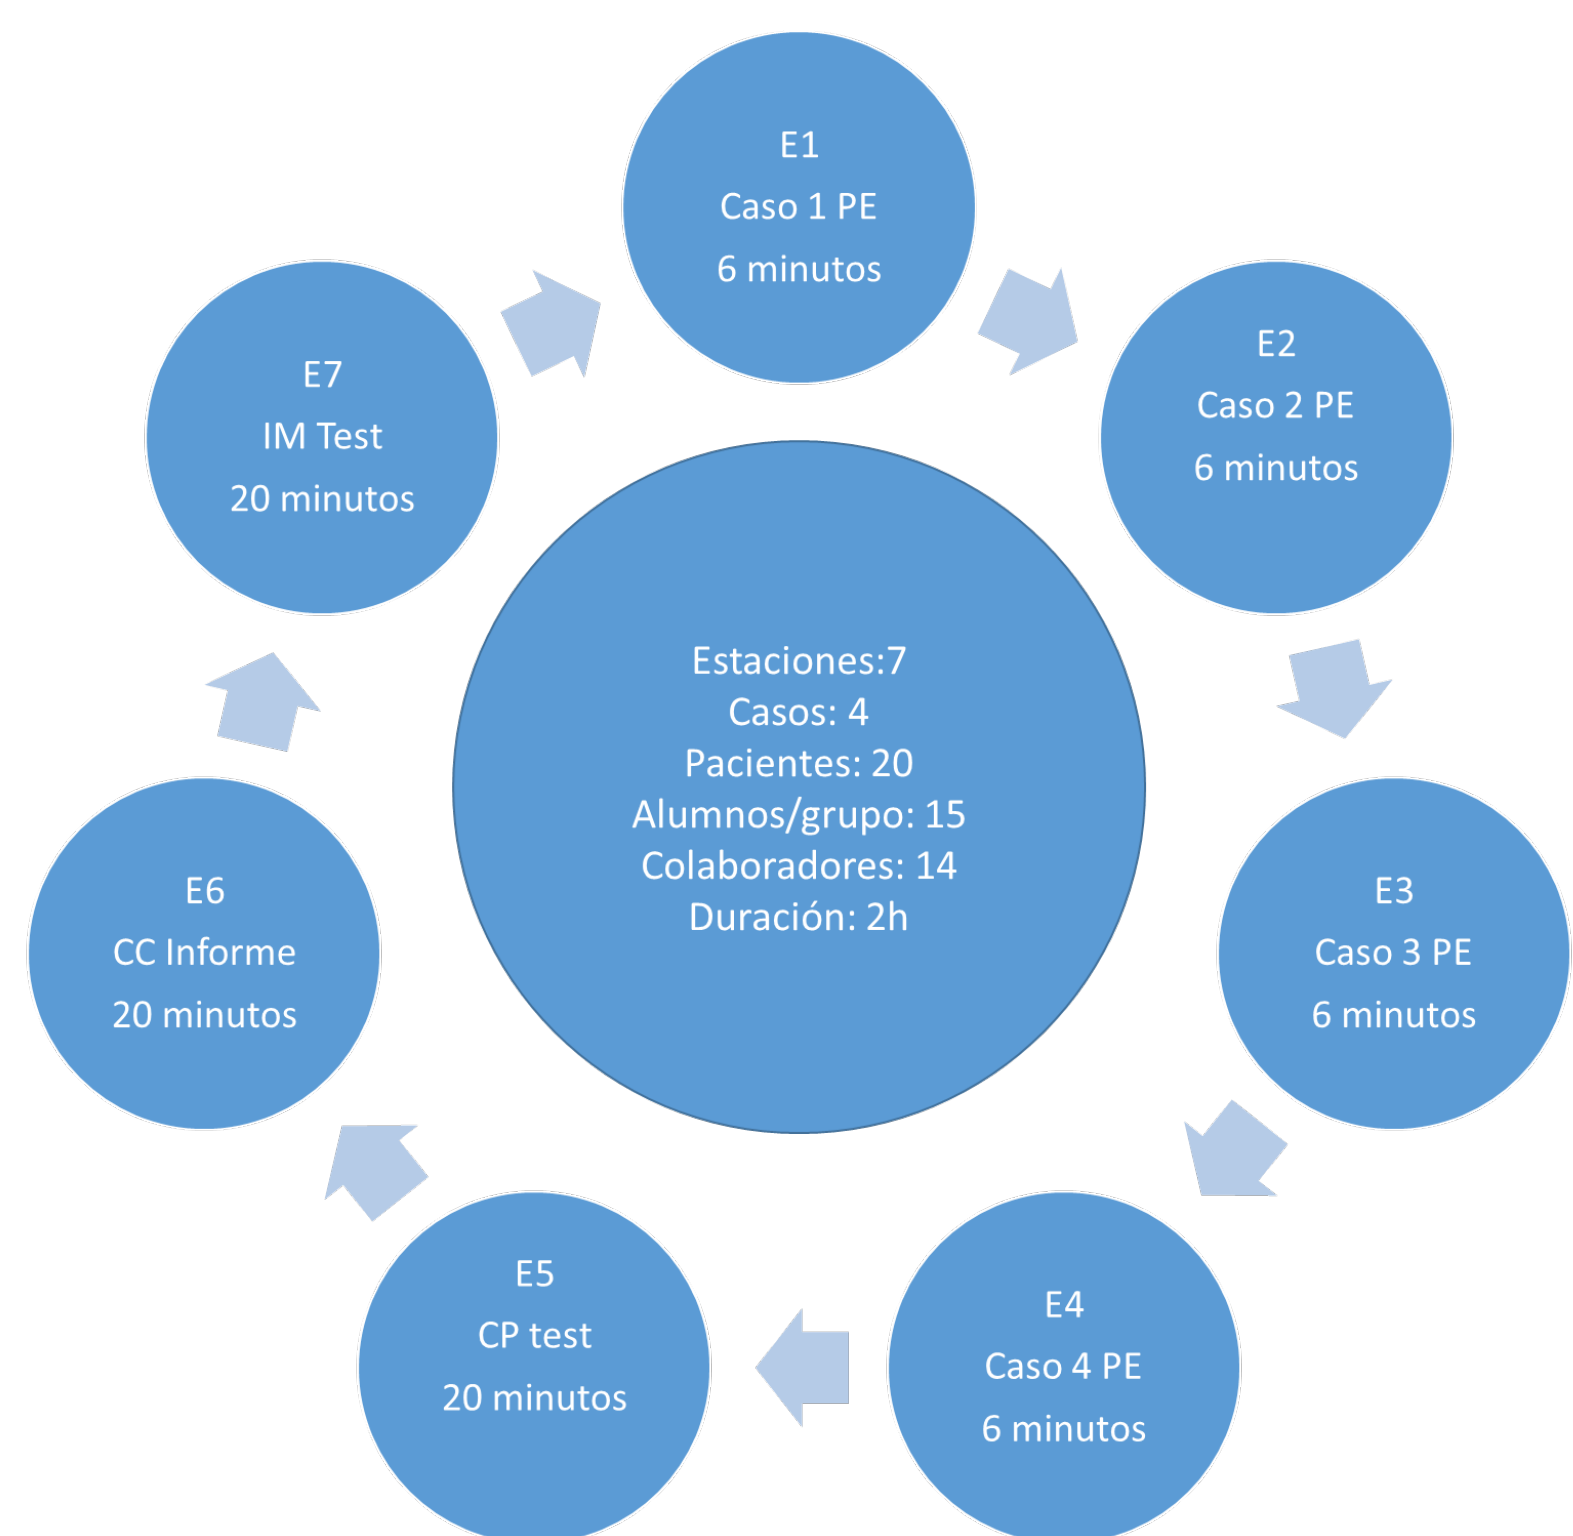 E1
Caso 1 PE
6 minutos
E2
Caso 2 PE
6 minutos
E3
Caso 3 PE
6 minutos
E4
Caso 4 PE
6 minutos
E5
CP test
20 minutos
E6
CC Informe
20 minutos
E7
IM Test
20 minutos
Estaciones:7
Casos: 4
Pacientes: 20
Alumnos/grupo: 15
Colaboradores: 14
Duración: 2h